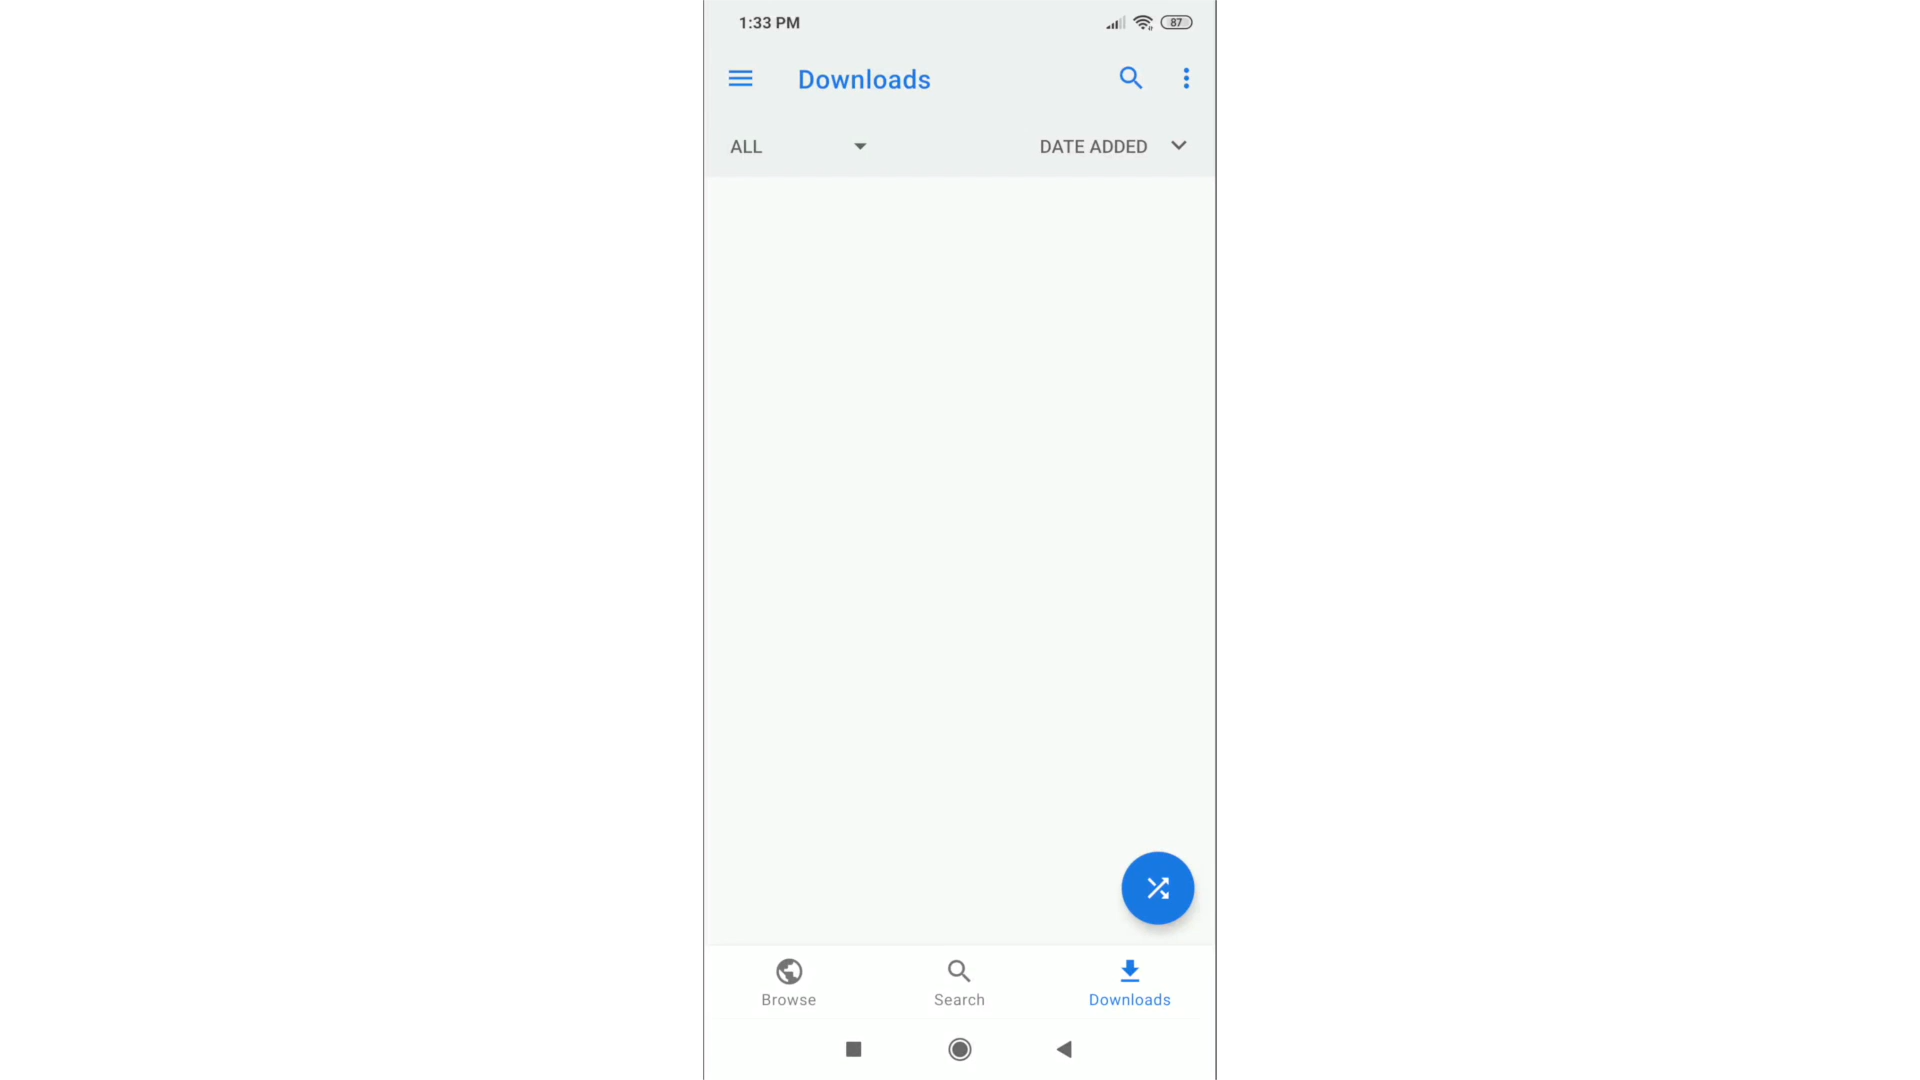 1:33 PM
87
Downloads
ALL
DATE ADDED
Browse
Search
Downloads